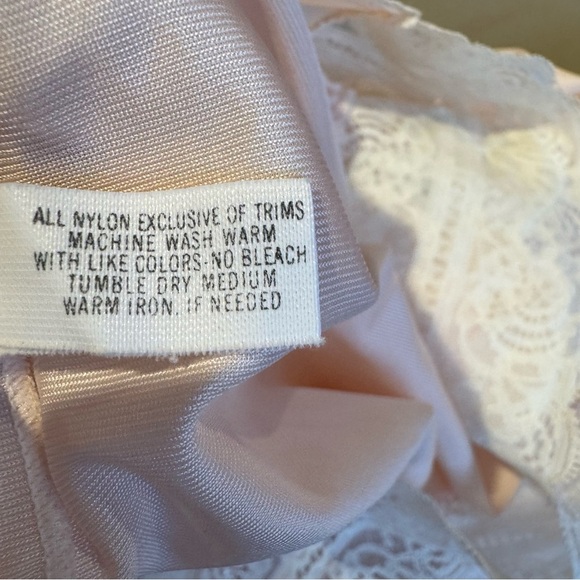 ALL NYLON EXCLUSIVE OF TRIMS
MACHINE WASH WARM
WITH LIKE COLORS-NO BLEACH
TUMBLE DRY MEDIUM
WARM IRON, IF NEEDED